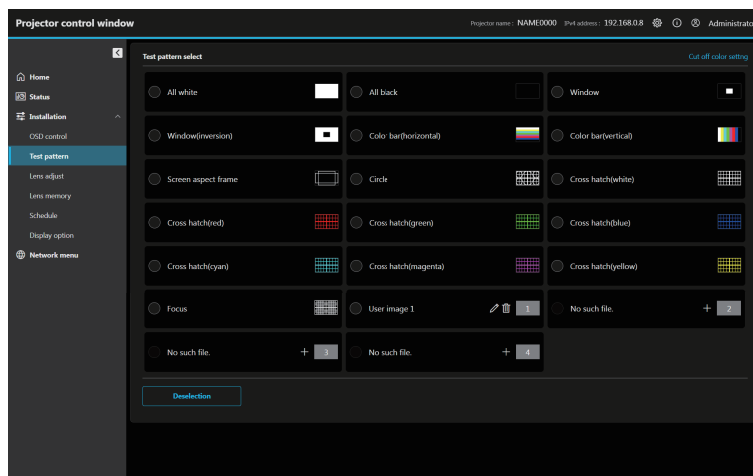 Projector control window
Projector name : NAME0000 IPv4 address : 192.168.0.8 Administrato
Test pattern select Cut off color settng
Home
Status
Installation
OSD control
Test pattern
Lens adjust
Lens memory
Schedule
Display option
Network menu
All white All back Window
Window(inversion) Color bar(horizontal) Color bar(vertical)
Screen aspect frame Circle Cross hatch(white)
Cross hatch(red) Cross hatch(green) Cross hatch(blue)
Cross hatch(cyan) Cross hatch(magenta) Cross hatch(yellow)
Focus User image 1 1 No such file. + 2
No such file. + 3 No such file. + 4
Deselection